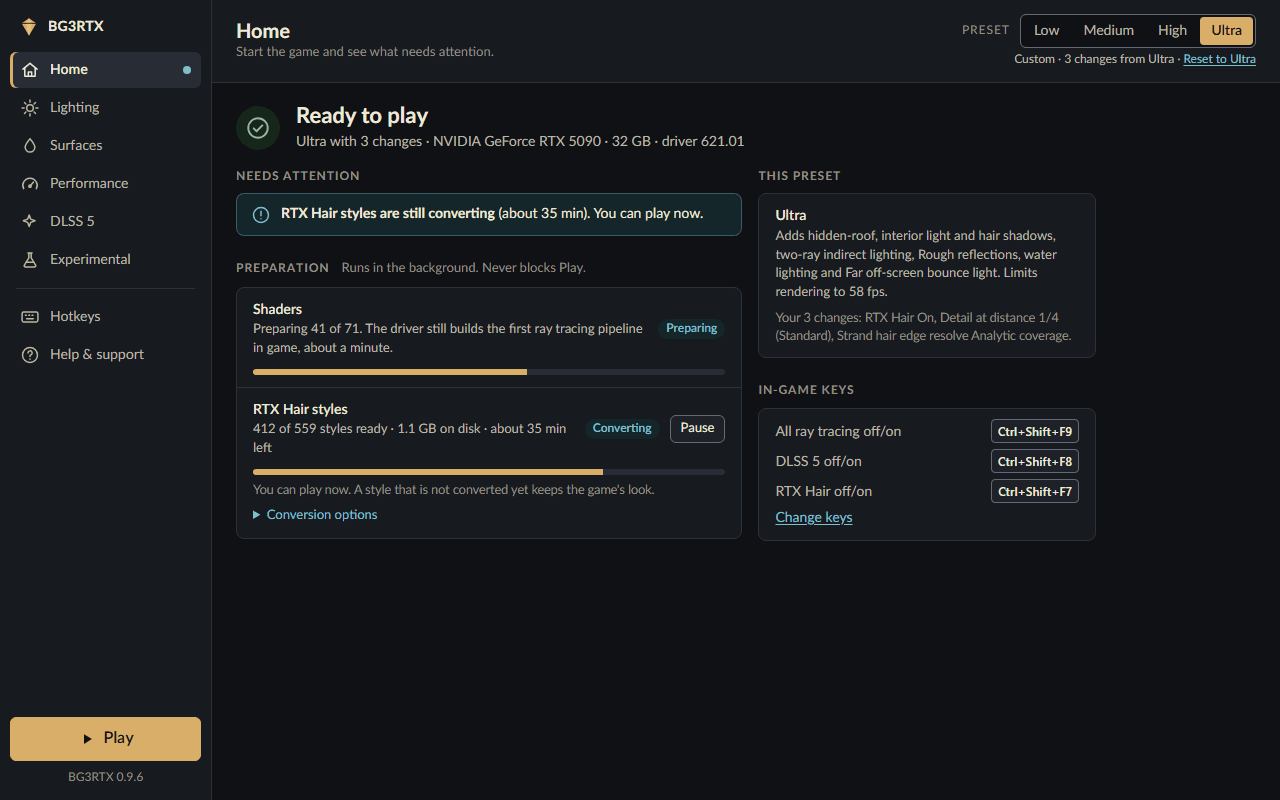 BG3RTX
Home
Lighting
Surfaces
Performance
DLSS 5
Experimental
Hotkeys
Help & support
Play
BG3RTX 0.9.6
Home
Start the game and see what needs attention.
PRESET
Low
Medium
High
Ultra
Custom · 3 changes from Ultra · Reset to Ultra
Ready to play
Ultra with 3 changes · NVIDIA GeForce RTX 5090 · 32 GB · driver 621.01
NEEDS ATTENTION
RTX Hair styles are still converting (about 35 min). You can play now.
PREPARATION Runs in the background. Never blocks Play.
Shaders
Preparing 41 of 71. The driver still builds the first ray tracing pipeline
in game, about a minute.
Preparing
RTX Hair styles
412 of 559 styles ready · 1.1 GB on disk · about 35 min
left
Converting
Pause
You can play now. A style that is not converted yet keeps the game's look.
Conversion options
THIS PRESET
Ultra
Adds hidden-roof, interior light and hair shadows,
two-ray indirect lighting, Rough reflections, water
lighting and Far off-screen bounce light. Limits
rendering to 58 fps.
Your 3 changes: RTX Hair On, Detail at distance 1/4
(Standard), Strand hair edge resolve Analytic coverage.
IN-GAME KEYS
All ray tracing off/on
Ctrl+Shift+F9
DLSS 5 off/on
Ctrl+Shift+F8
RTX Hair off/on
Ctrl+Shift+F7
Change keys